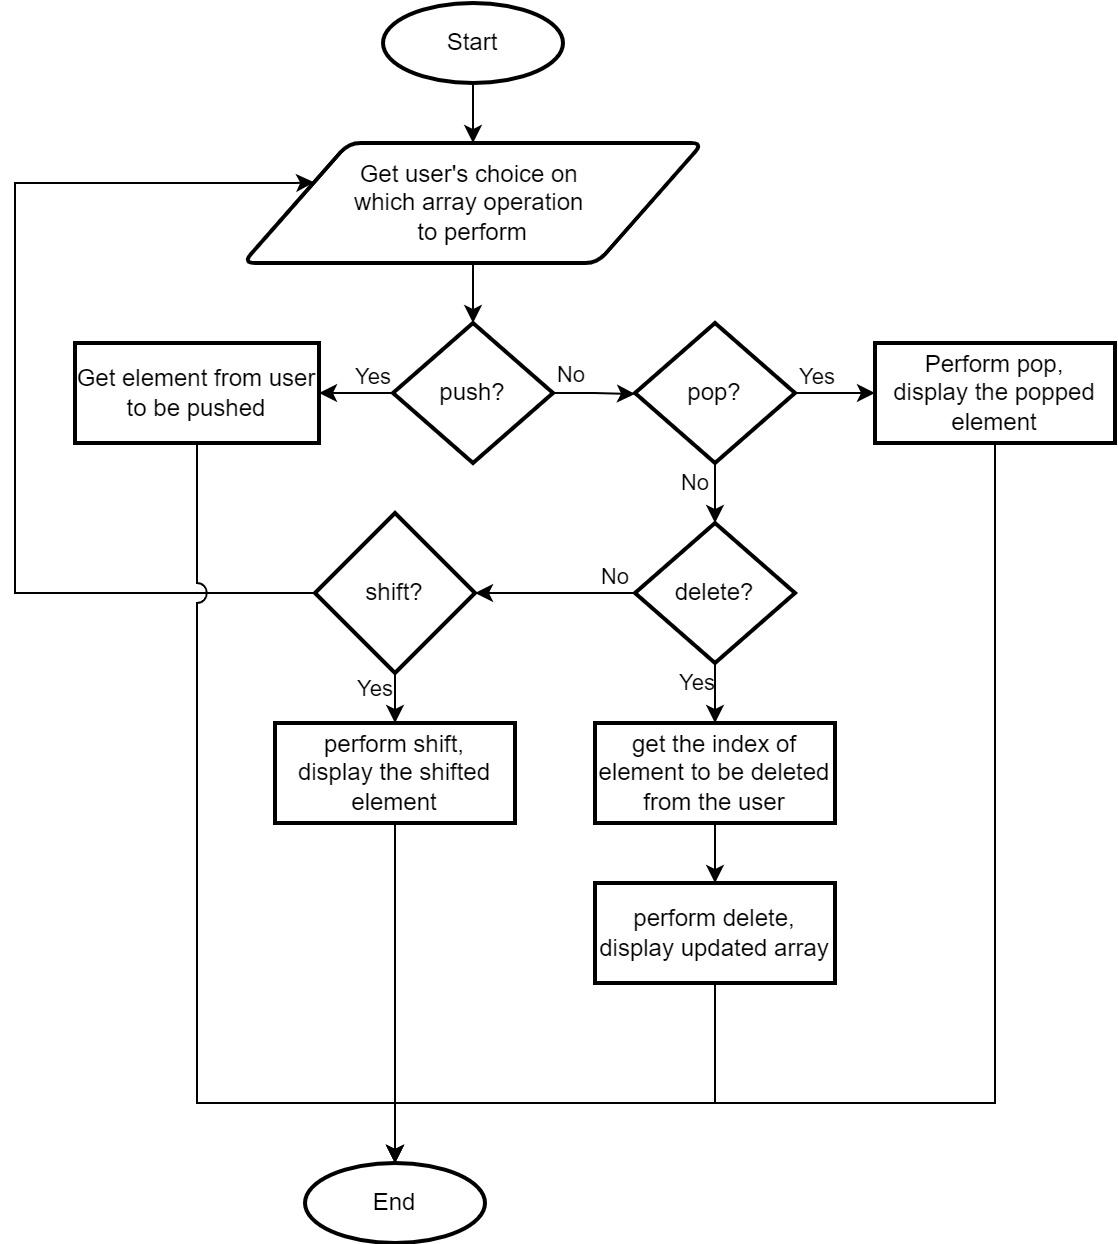 Start
Get user's choice on
which array operation
to perform
Get element from user
to be pushed
Yes
push?
No
pop?
Yes
Perform pop,
display the popped
element
No
shift?
No
delete?
Yes
Yes
perform shift,
display the shifted
element
get the index of
element to be deleted
from the user
perform delete,
display updated array
End